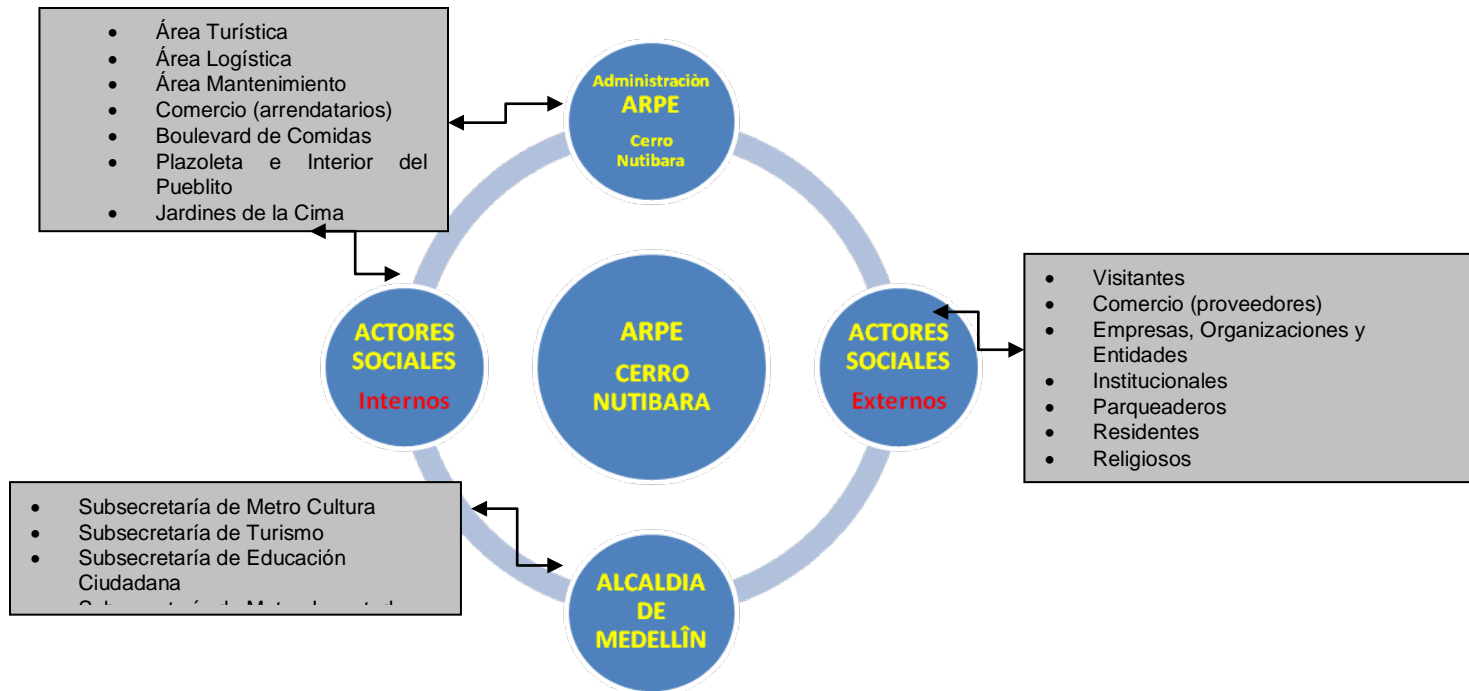 • Área Turística
• Área Logística
• Área Mantenimiento
• Comercio (arrendatarios)
• Boulevard de Comidas
• Plazoleta e Interior del
Pueblito
• Jardines de la Cima
Administraciòn
ARPE
Cerro
Nutibara
ACTORES
SOCIALES
Internos
ARPE
CERRO
NUTIBARA
ACTORES
SOCIALES
Externos
• Visitantes
• Comercio (proveedores)
• Empresas, Organizaciones y
Entidades
• Institucionales
• Parqueaderos
• Residentes
• Religiosos
• Subsecretaría de Metro Cultura
• Subsecretaría de Turismo
• Subsecretaría de Educación
Ciudadana
ALCALDIA
DE
MEDELLÎN